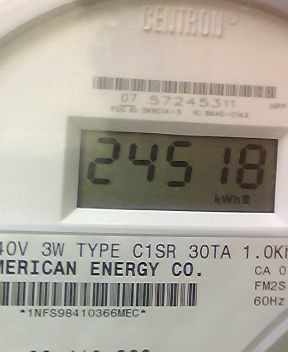 CENTRON®
07 57245311
24518
kWh
40V 3W TYPE C1SR 30TA 1.0K
MERICAN ENERGY CO.
CA 0
FM2S
60Hz
*1NFS98410366MEC*